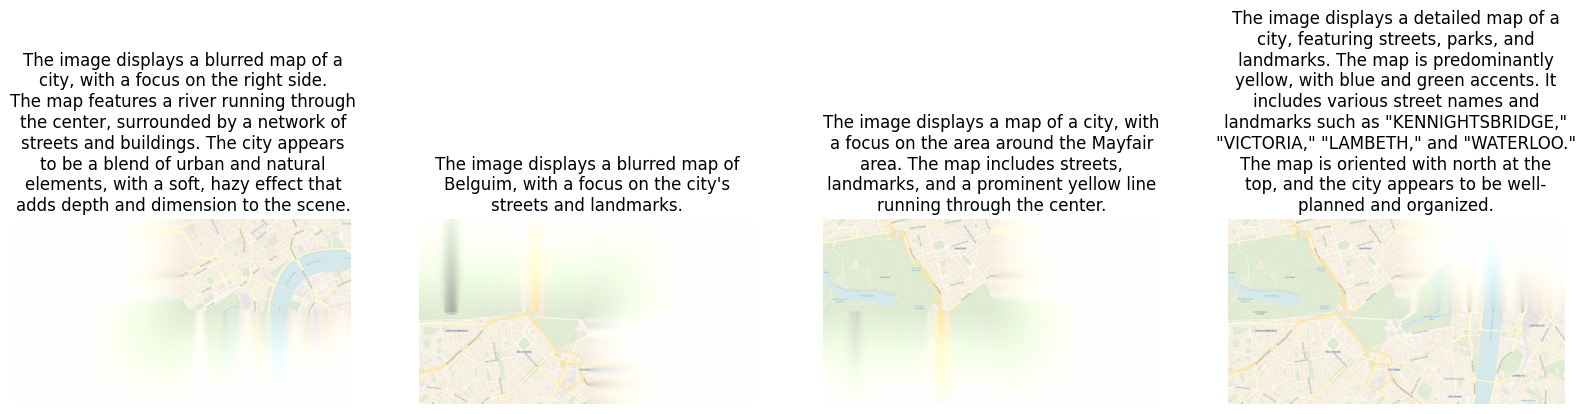 The image displays a blurred map of a
city, with a focus on the right side.
The map features a river running through
the center, surrounded by a network of
streets and buildings. The city appears
to be a blend of urban and natural
elements, with a soft, hazy effect that
adds depth and dimension to the scene.
The image displays a blurred map of
Belguim, with a focus on the city's
streets and landmarks.
The image displays a map of a city, with
a focus on the area around the Mayfair
area. The map includes streets,
landmarks, and a prominent yellow line
running through the center.
The image displays a detailed map of a
city, featuring streets, parks, and
landmarks. The map is predominantly
yellow, with blue and green accents. It
includes various street names and
landmarks such as "KENNIGHTSBRIDGE,"
"VICTORIA," "LAMBETH," and "WATERLOO."
The map is oriented with north at the
top, and the city appears to be well-
planned and organized.